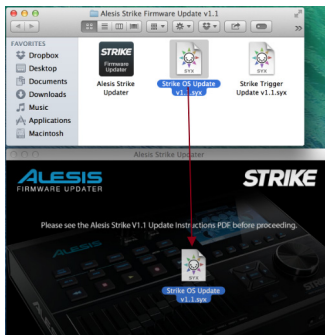 Alesis Strike Firmware Update v1.1
FAVORITES
Dropbox
Desktop
Documents
Downloads
Music
Applications
Macintosh
STRIKE
Firmware
Updater
Alesis Strike
Updater
SYX
Strike OS Update
v1.1.syx
SYX
Strike Trigger
Update v1.1.syx
Alesis Strike Updater
ALESIS
FIRMWARE UPDATER
STRIKE
Please see the Alesis Strike V1.1 Update Instructions PDF before proceeding.
SYX
Strike OS Update
v1.1.syx